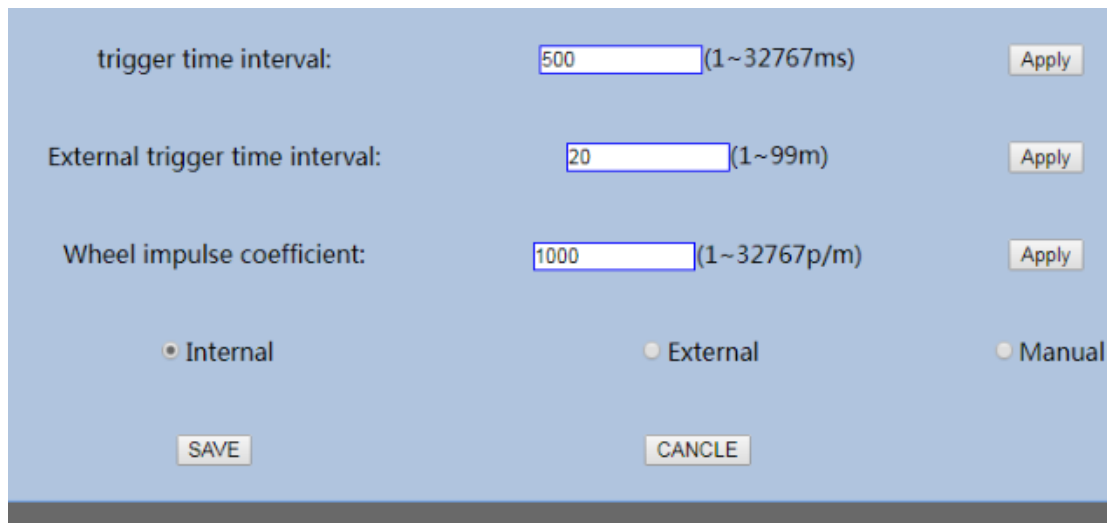 trigger time interval: 500 (1~32767ms) Apply
External trigger time interval: 20 (1~99m) Apply
Wheel impulse coefficient: 1000 (1~32767p/m) Apply
Internal External Manual
SAVE CANCLE